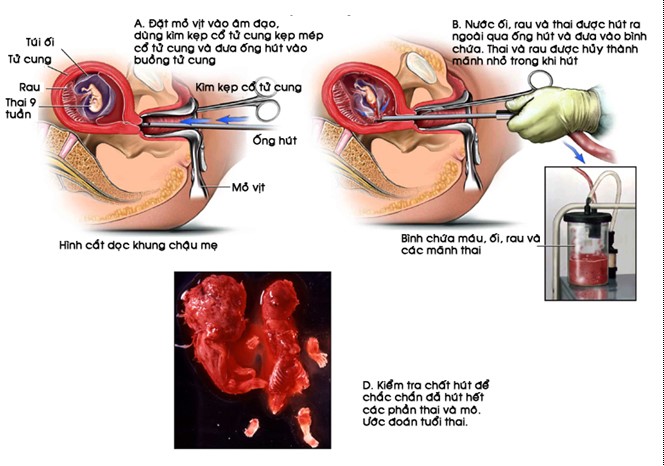 A. Đặt mỏ vịt vào âm đạo,
dùng kìm kẹp cổ tử cung kẹp mép
cổ tử cung và đưa ống hút vào
buồng tử cung
Túi ối
Tử cung
Rau
Thai 9
tuần
Kìm kẹp cổ tử cung
Ống hút
Mỏ vịt
Hình cắt dọc khung chậu mẹ
B. Nước ối, rau và thai được hút ra
ngoài qua ống hút và đưa vào bình
chứa. Thai và rau được hủy thành
mãnh nhỏ trong khi hút
Bình chứa máu, ối, rau và
các mãnh thai
D. Kiểm tra chất hút để
chắc chắn đã hút hết
các phần thai và mô.
Ước đoán tuổi thai.